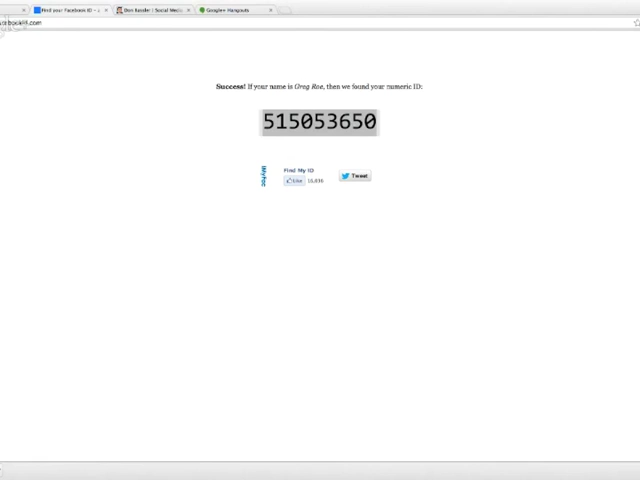 Find your Facebook ID
Don Kessler | Social Media
Google+ Hangouts
Success! If your name is Greg Roe, then we found your numeric ID:
515053650
Find My ID
Like
Tweet